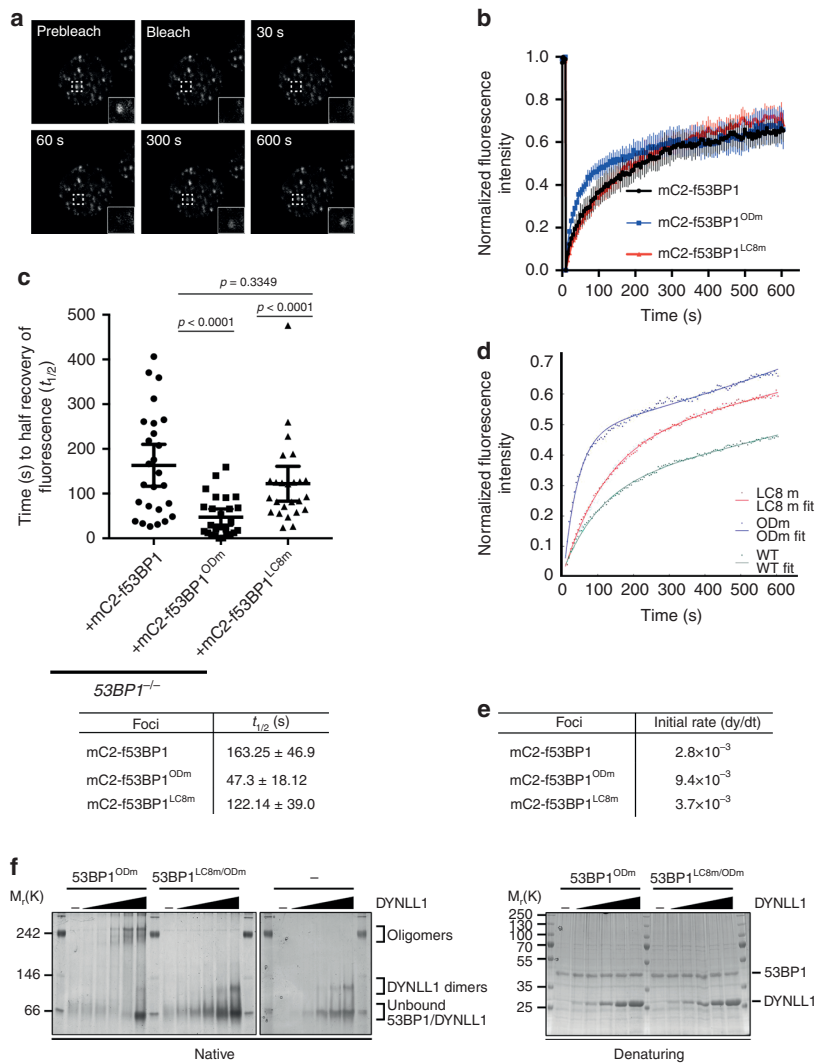 a
Prebleach
Bleach
30 s
60 s
300 s
600 s
b
Normalized fluorescence
intensity
1.0
0.8
0.6
0.4
0.2
0.0
mC2-f53BP1
mC2-f53BP1ODm
mC2-f53BP1LC8m
0 100 200 300 400 500 600
Time (s)
c
p = 0.3349
p < 0.0001
p < 0.0001
Time (s) to half recovery of
fluorescence (t1/2)
500
400
300
200
100
0
+mC2-f53BP1
+mC2-f53BP1ODm
+mC2-f53BP1LC8m
53BP1–/–
Foci t1/2 (s)
mC2-f53BP1 163.25 ± 46.9
mC2-f53BP1ODm 47.3 ± 18.12
mC2-f53BP1LC8m 122.14 ± 39.0
d
Normalized fluorescence
intensity
0.7
0.6
0.5
0.4
0.3
0.2
0.1
0
LC8 m
LC8 m fit
ODm
ODm fit
WT
WT fit
0 100 200 300 400 500 600
Time (s)
e
Foci Initial rate (dy/dt)
mC2-f53BP1 2.8×10–3
mC2-f53BP1ODm 9.4×10–3
mC2-f53BP1LC8m 3.7×10–3
f
53BP1ODm 53BP1LC8m/ODm –
Mr(K) – – – DYNLL1
242
146
66
Oligomers
DYNLL1 dimers
Unbound
53BP1/DYNLL1
Native
53BP1ODm 53BP1LC8m/ODm
Mr(K) – – DYNLL1
250
130
100
70
55
35
25
53BP1
DYNLL1
Denaturing